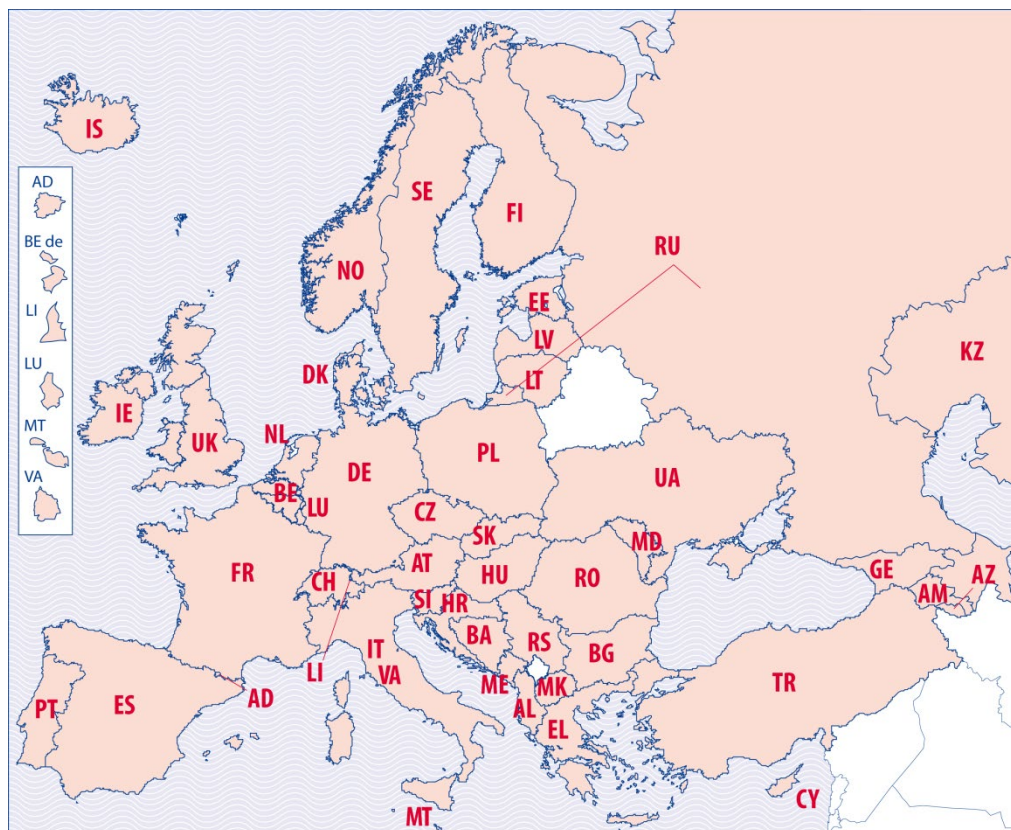 IS
AD
BE de
LI
LU
MT
VA
SE
FI
NO
RU
EE
LV
LT
DK
KZ
IE
UK
NL
DE
PL
BE
LU
CZ
UA
SK
MD
FR
CH
AT
HU
RO
GE
AZ
AM
SI
HR
BA
RS
BG
IT
VA
LI
ME
MK
AL
PT
ES
AD
EL
TR
CY
MT